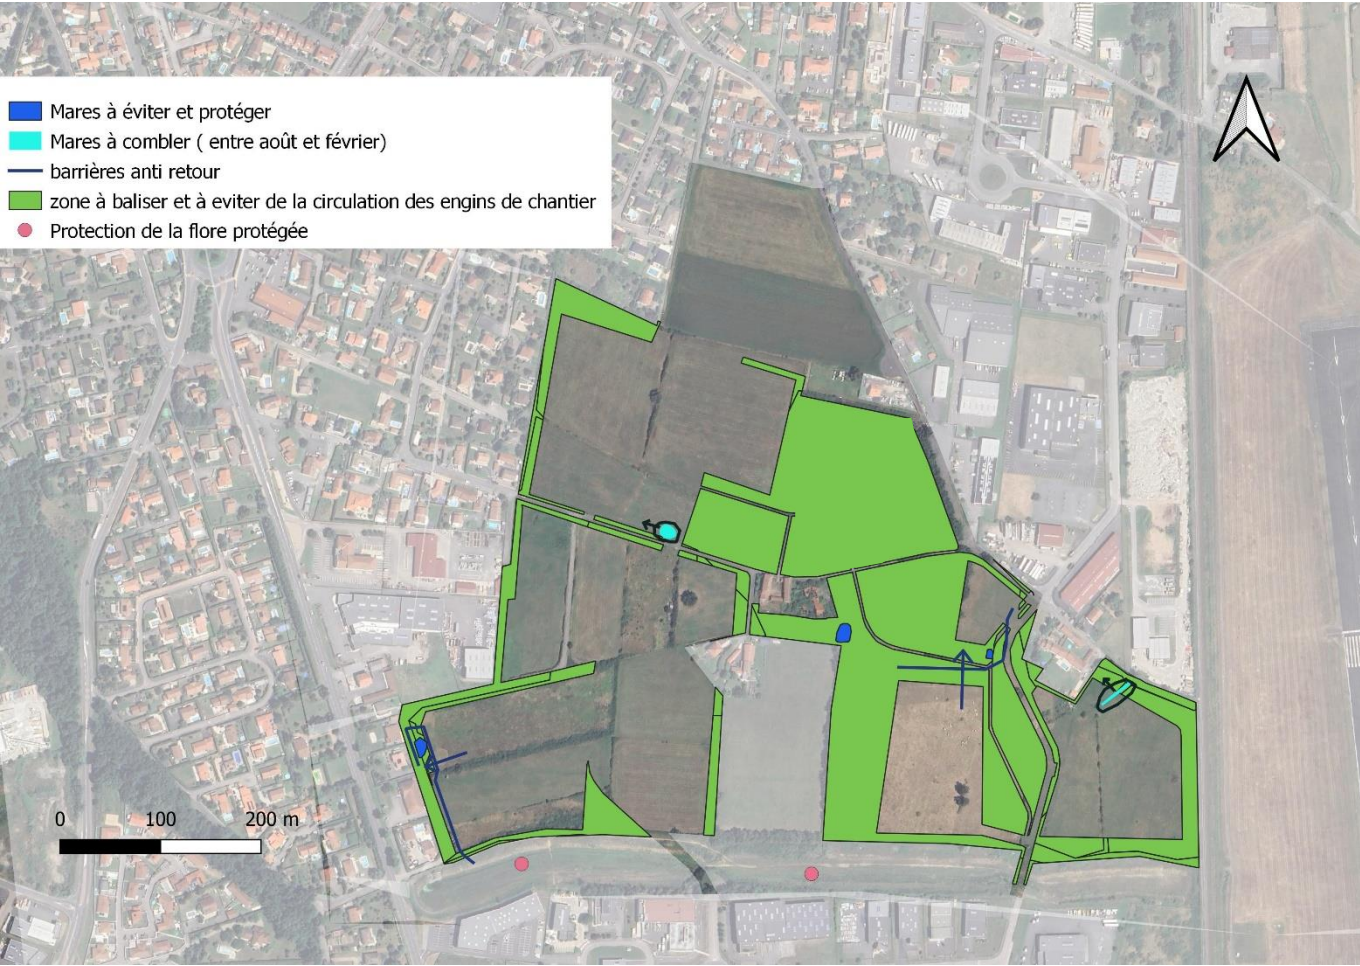 Mares à éviter et protéger
Mares à combler ( entre août et février)
barrières anti retour
zone à baliser et à eviter de la circulation des engins de chantier
Protection de la flore protégée
0 100 200 m